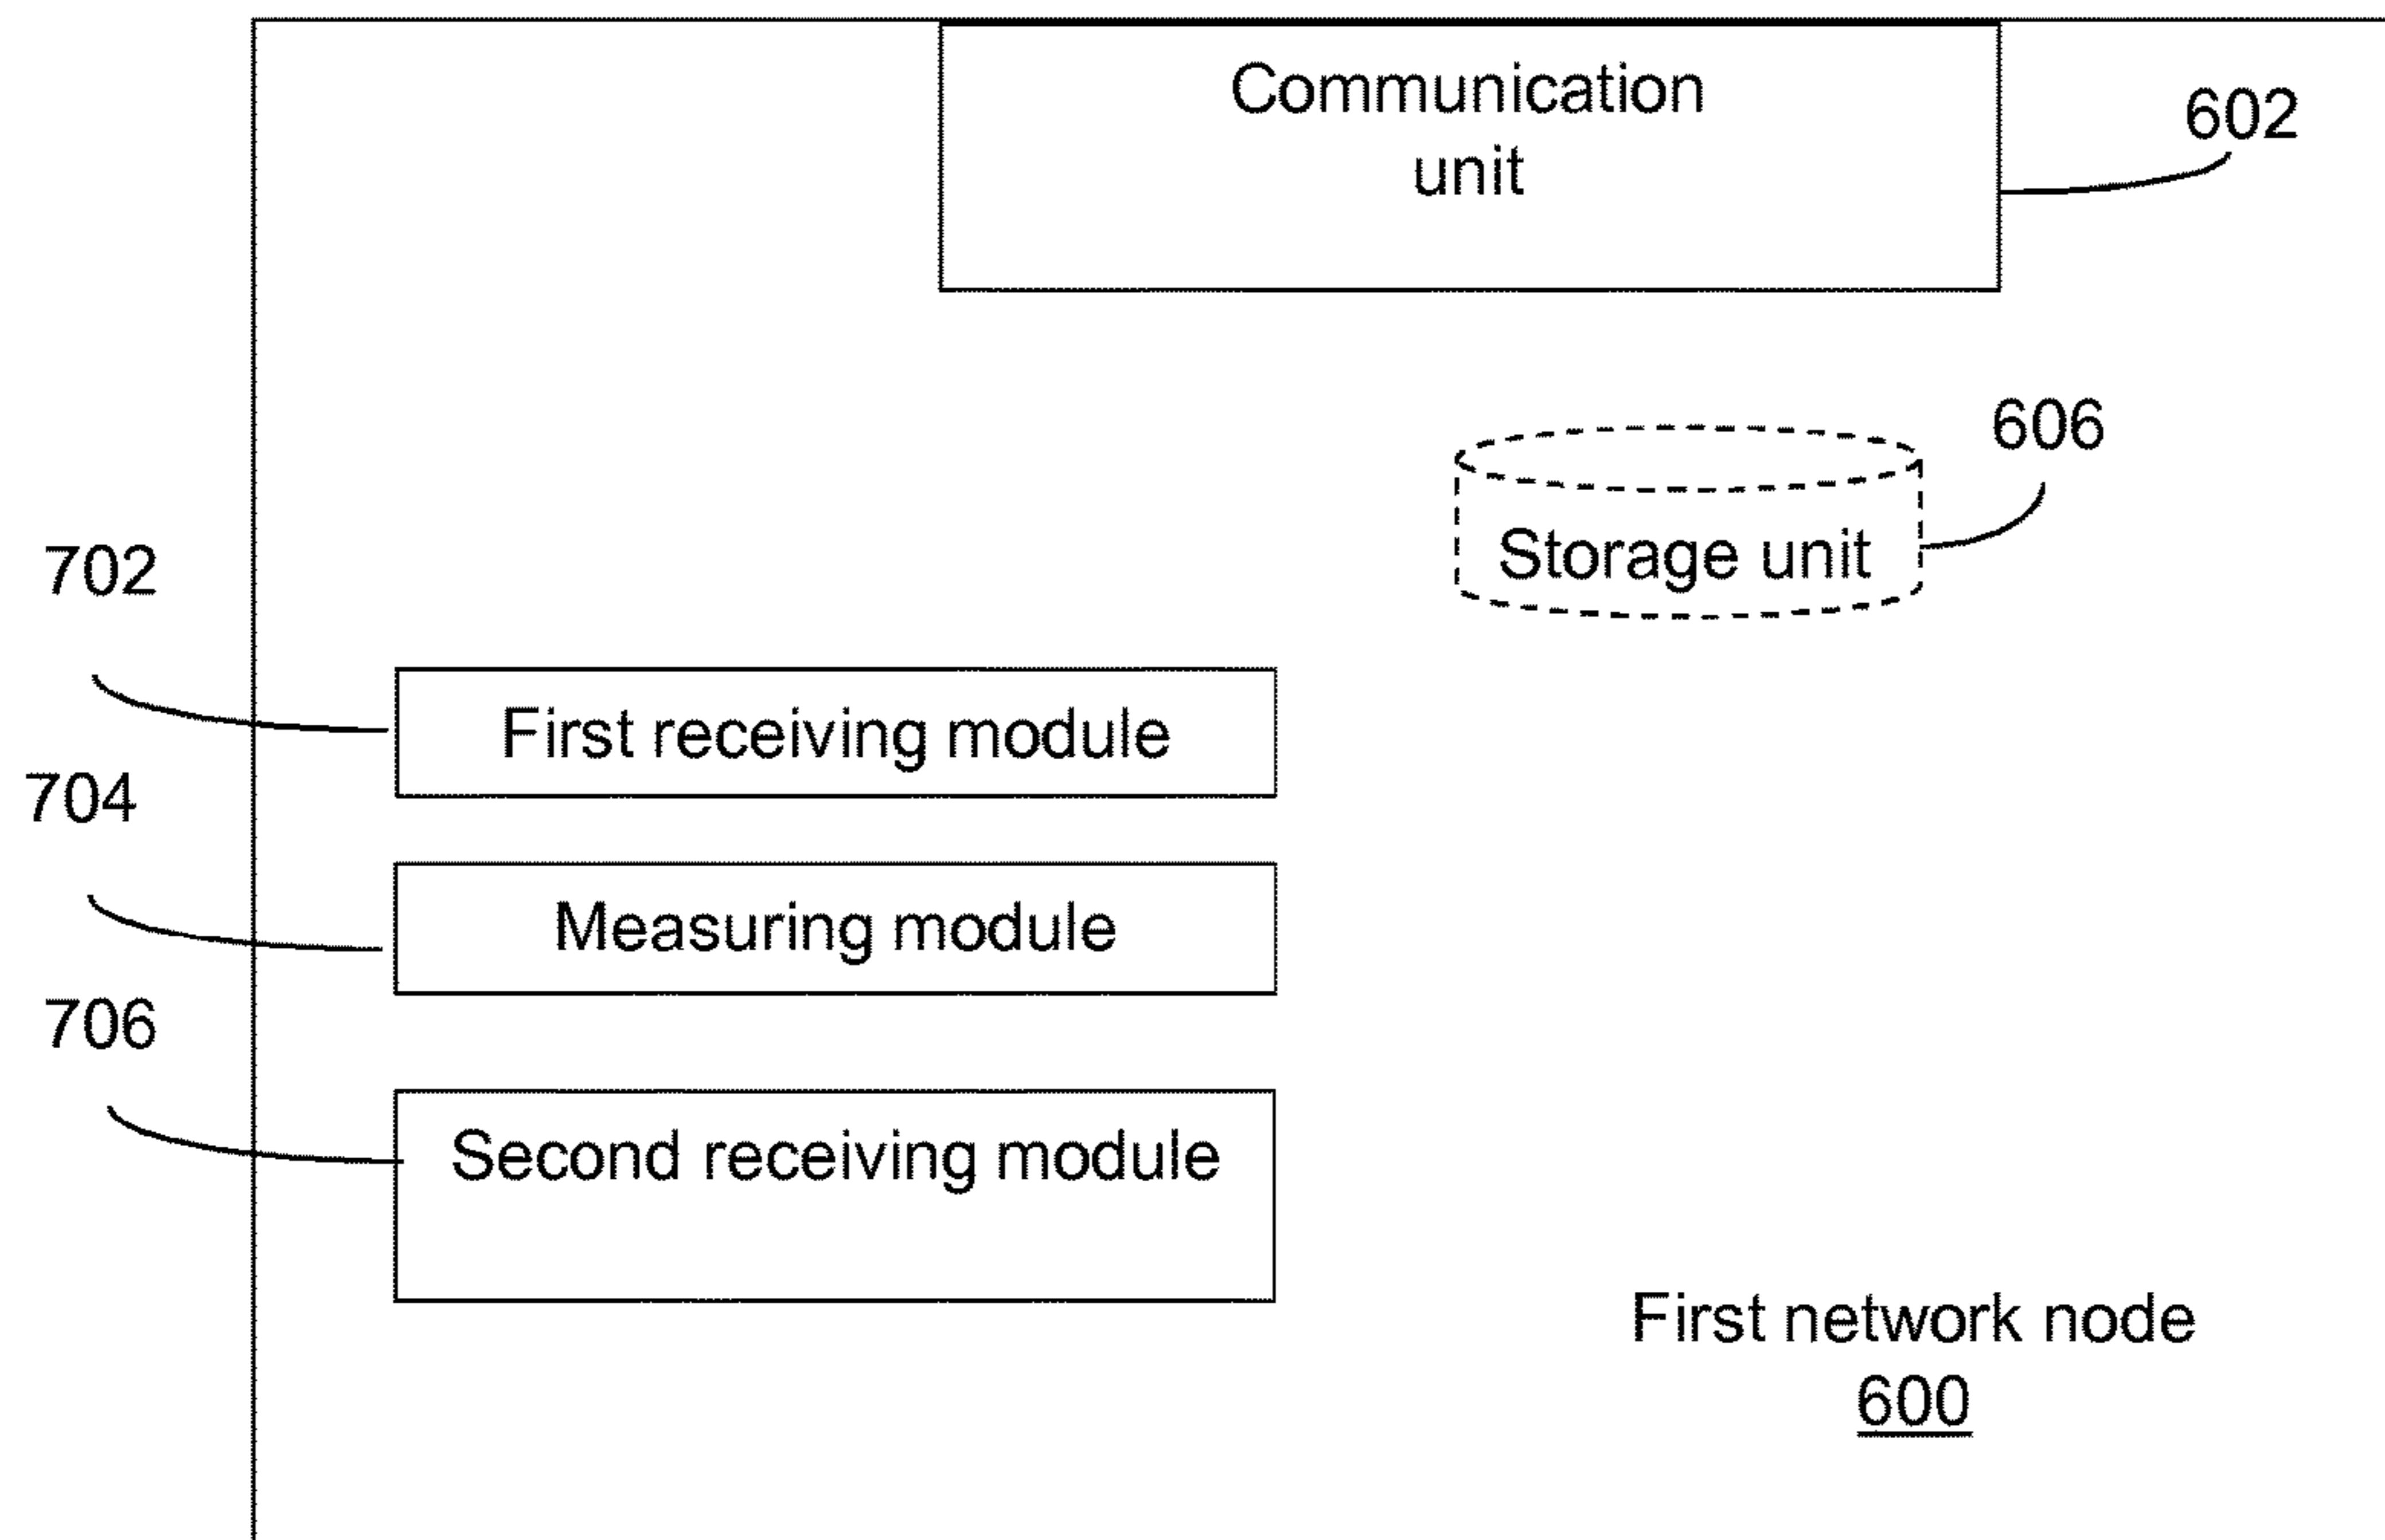 Communication
unit
602
606
Storage unit
702
First receiving module
704
Measuring module
706
Second receiving module
First network node
600